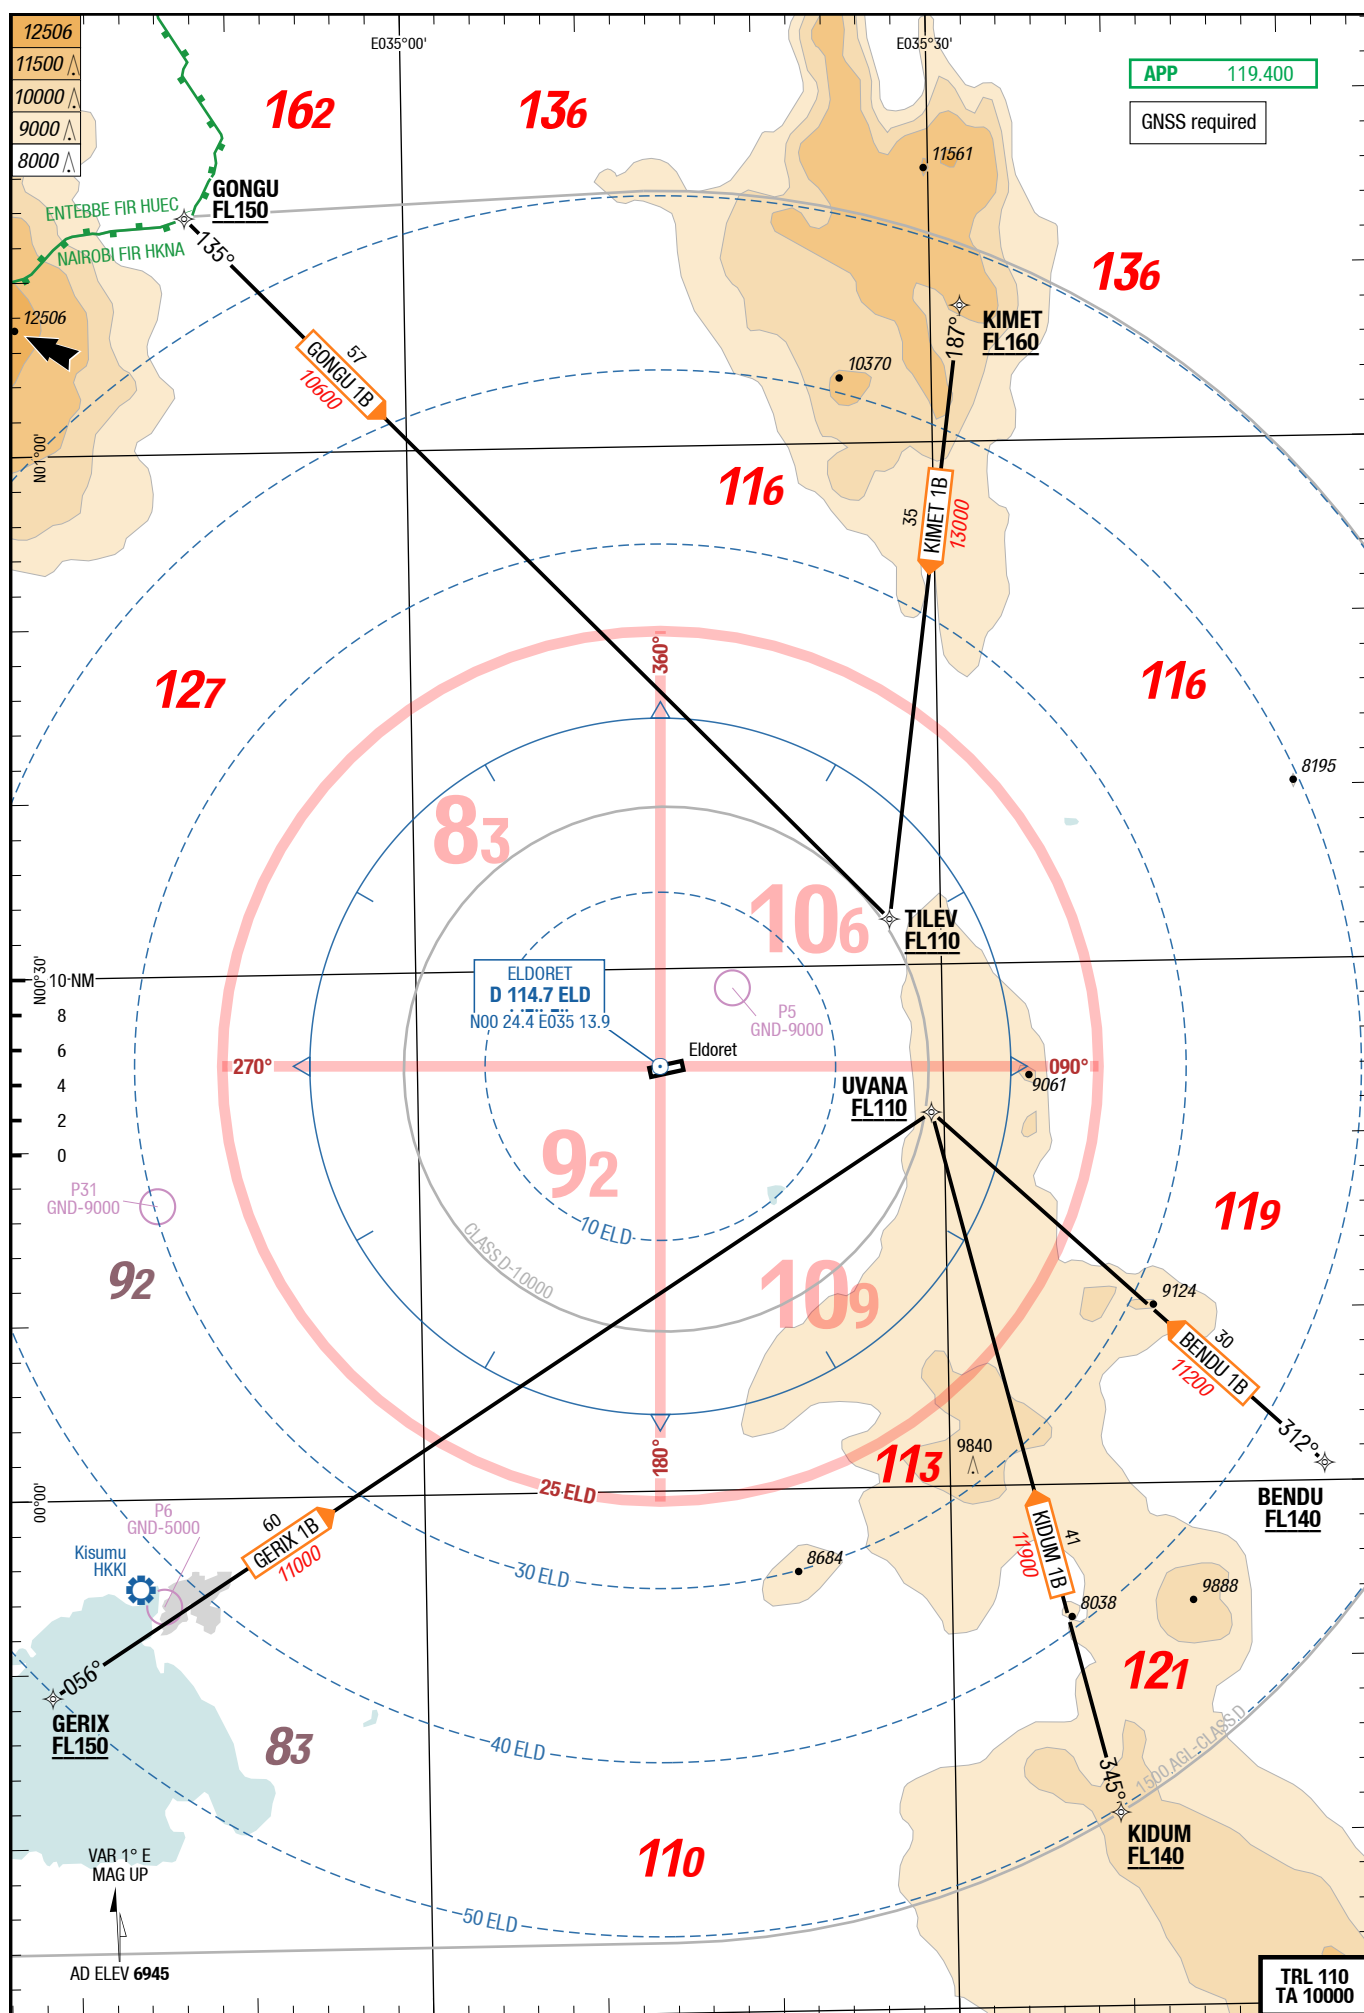 12506
11500
10000
9000
8000
E035°00'
E035°30'
APP 119.400
GNSS required
162
136
11561
GONGU
FL150
ENTEBBE FIR HUEC
NAIROBI FIR HKNA
135°
136
12506
KIMET
FL160
187°
57
GONGU 1B
10600
10370
N01°00'
116
35
KIMET 1B
13000
127
360°
116
8195
83
106
TILEV
FL110
N00°30'
10 NM
8
6
4
2
0
ELDORET
D 114.7 ELD
N00 24.4 E035 13.9
P5
GND-9000
Eldoret
270°
090°
9061
UVANA
FL110
P31
GND-9000
92
92
10 ELD
CLASS D-10000
119
109
9124
30
BENDU 1B
11200
312°
BENDU
FL140
180°
113
9840
25 ELD
00°00'
P6
GND-5000
60
GERIX 1B
11000
Kisumu
HKKI
30 ELD
8684
41
KIDUM 1B
11900
8038
9888
056°
GERIX
FL150
121
83
40 ELD
1500 AGL-CLASS D
345°
KIDUM
FL140
VAR 1° E
MAG UP
110
50 ELD
AD ELEV 6945
TRL 110
TA 10000